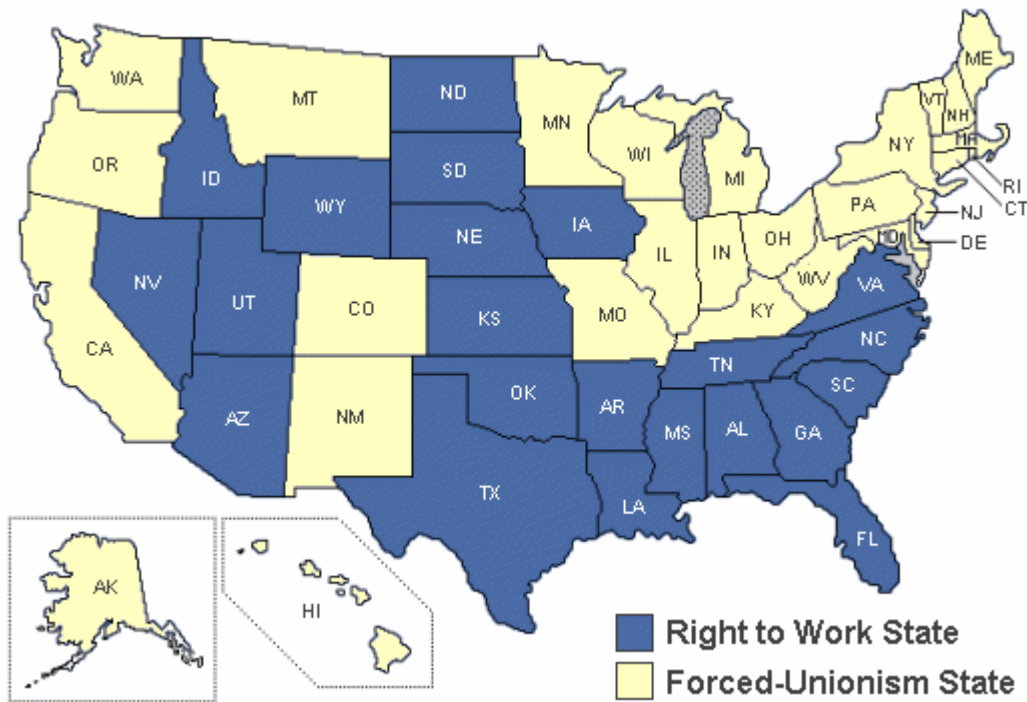 WA
MT
ND
MN
ME
VT
NH
MA
OR
ID
SD
WI
NY
MI
RI
CT
WY
IA
PA
NJ
NE
OH
MD
DE
NV
UT
CO
KS
IL
IN
WV
VA
CA
MO
KY
AZ
NM
OK
AR
TN
NC
SC
MS
AL
GA
TX
LA
FL
AK
HI
Right to Work State
Forced-Unionism State